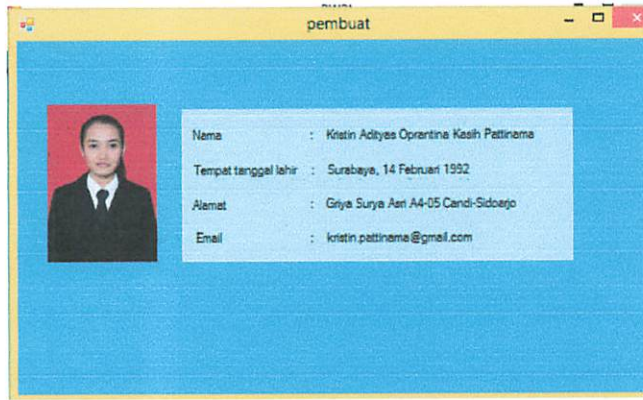 pembuat
Nama : Kristin Adityas Oprantina Kasih Pattinama
Tempat tanggal lahir : Surabaya, 14 Februari 1992
Alamat : Griya Surya Asri A4-05 Candi-Sidoarjo
Email : kristin.pattinama@gmail.com